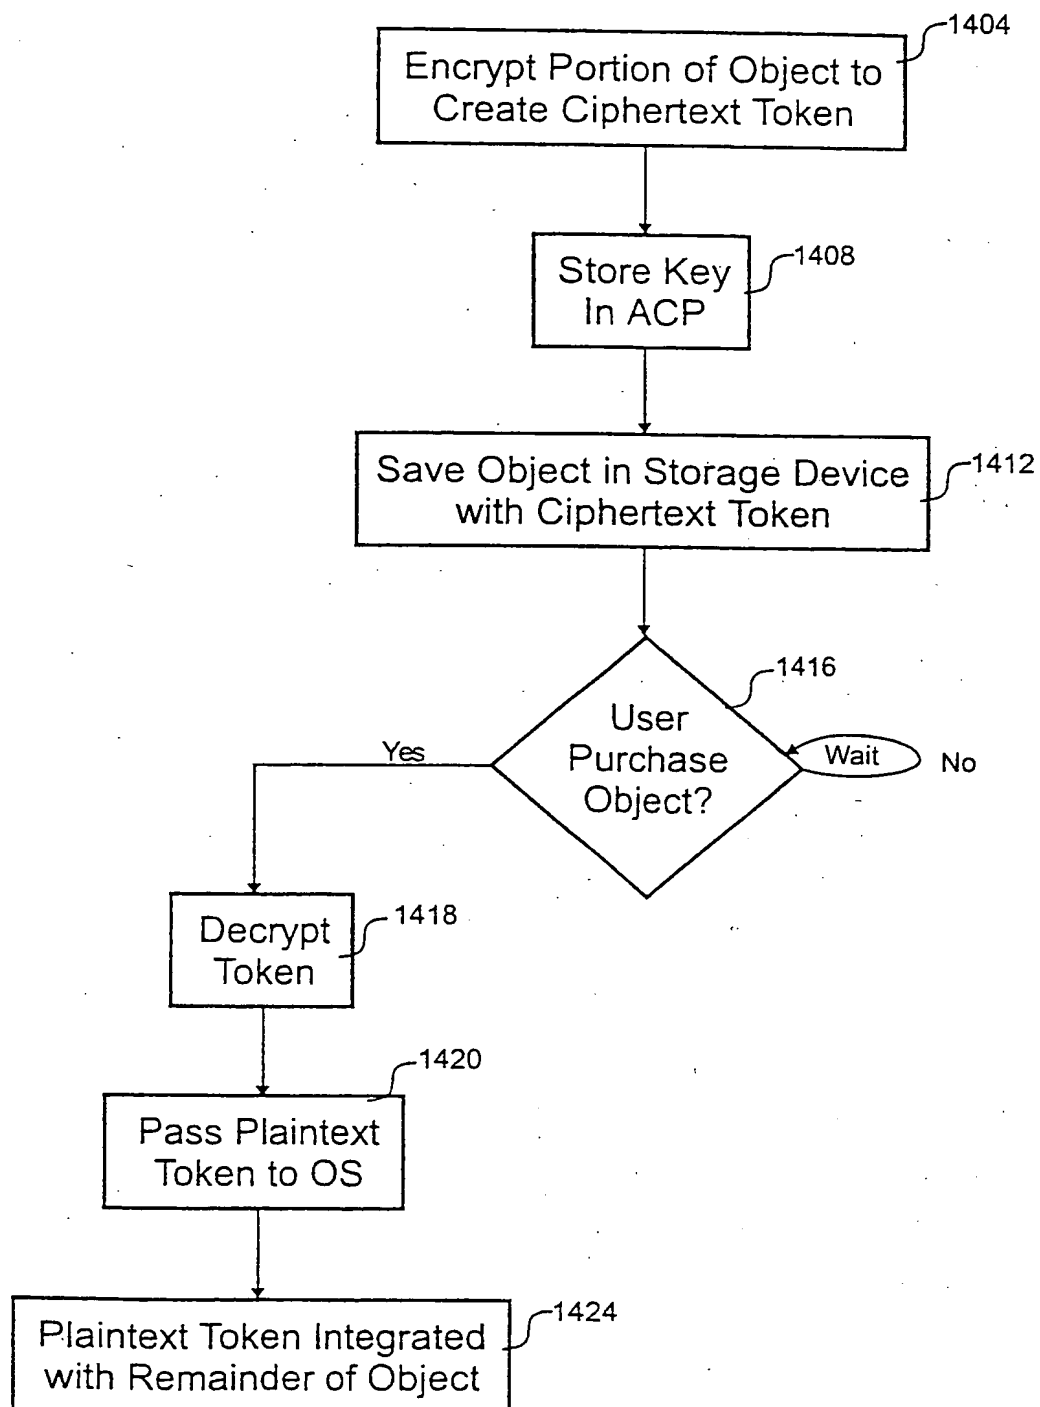 1404
Encrypt Portion of Object to
Create Ciphertext Token
1408
Store Key
In ACP
1412
Save Object in Storage Device
with Ciphertext Token
1416
User
Purchase
Object?
Yes
Wait
No
1418
Decrypt
Token
1420
Pass Plaintext
Token to OS
1424
Plaintext Token Integrated
with Remainder of Object